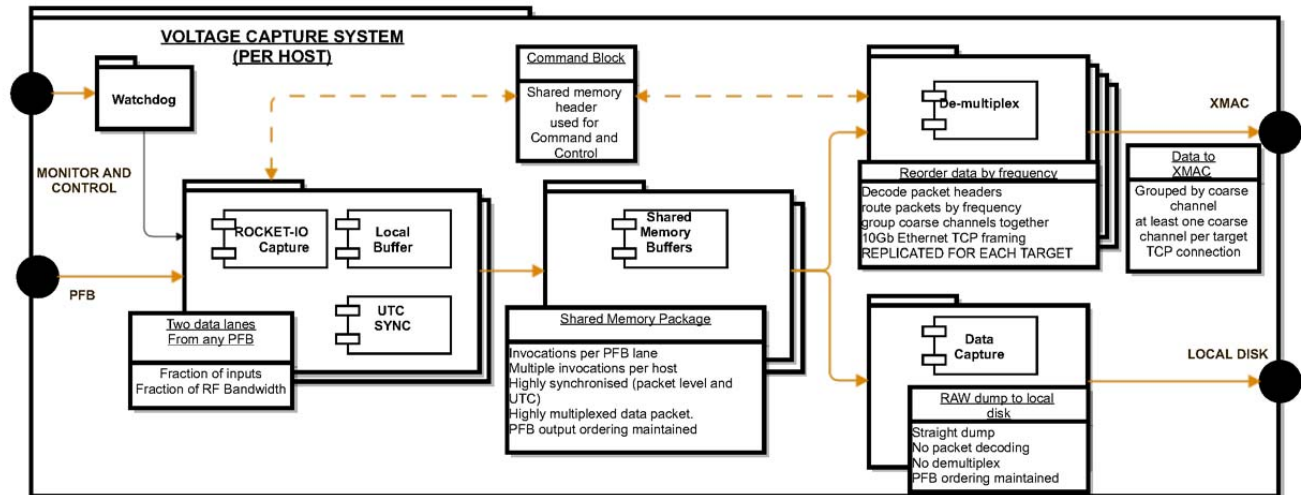 VOLTAGE CAPTURE SYSTEM
(PER HOST)
Watchdog
MONITOR AND
CONTROL
PFB
Command Block
Shared memory
header
used for
Command and
Control
ROCKET-IO
Capture
Local
Buffer
UTC
SYNC
Two data lanes
From any PFB
Fraction of inputs
Fraction of RF Bandwidth
Shared
Memory
Buffers
Shared Memory Package
Invocations per PFB lane
Multiple invocations per host
Highly synchronised (packet level and
UTC)
Highly multiplexed data packet.
PFB output ordering maintained
De-multiplex
Reorder data by frequency
Decode packet headers
route packets by frequency
group coarse channels together
10Gb Ethernet TCP framing
REPLICATED FOR EACH TARGET
XMAC
Data to
XMAC
Grouped by coarse
channel
at least one coarse
channel per target
TCP connection
Data
Capture
RAW dump to local
disk
Straight dump
No packet decoding
No demultiplex
PFB ordering maintained
LOCAL DISK